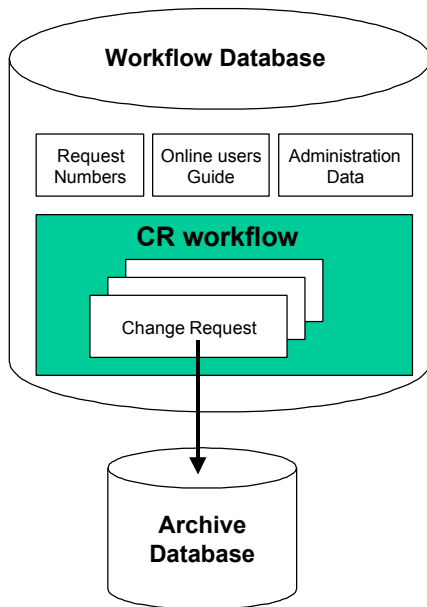 Workflow Database
Request
Numbers
Online users
Guide
Administration
Data
CR workflow
Change Request
Archive
Database